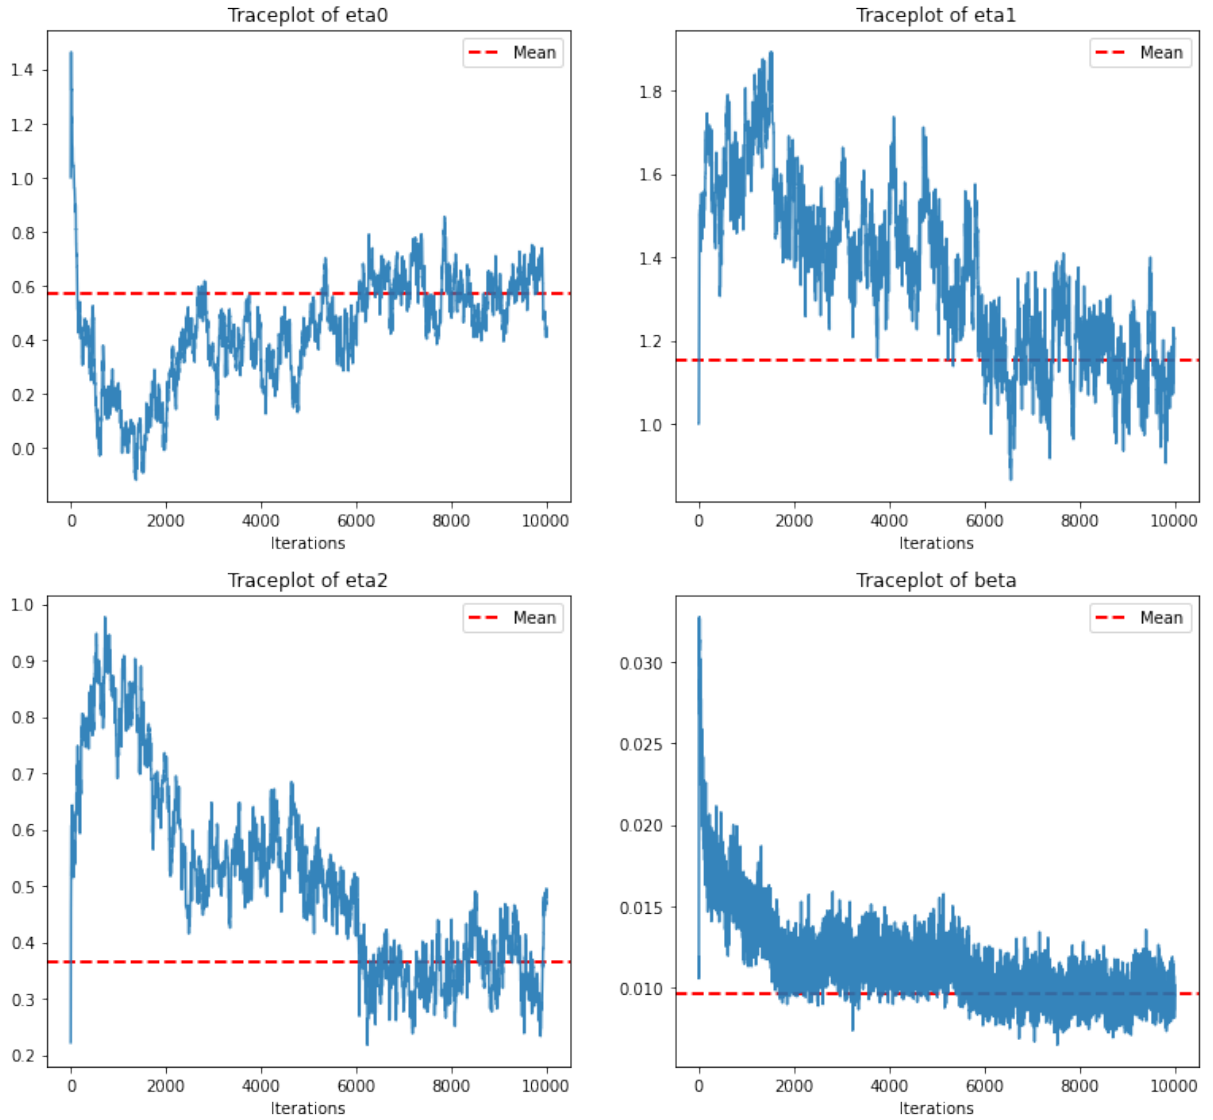 Traceplot of eta0
Mean
1.4
1.2
1.0
0.8
0.6
0.4
0.2
0.0
0 2000 4000 6000 8000 10000
Iterations
Traceplot of eta1
Mean
1.8
1.6
1.4
1.2
1.0
0 2000 4000 6000 8000 10000
Iterations
Traceplot of eta2
Mean
1.0
0.9
0.8
0.7
0.6
0.5
0.4
0.3
0.2
0 2000 4000 6000 8000 10000
Iterations
Traceplot of beta
Mean
0.030
0.025
0.020
0.015
0.010
0 2000 4000 6000 8000 10000
Iterations